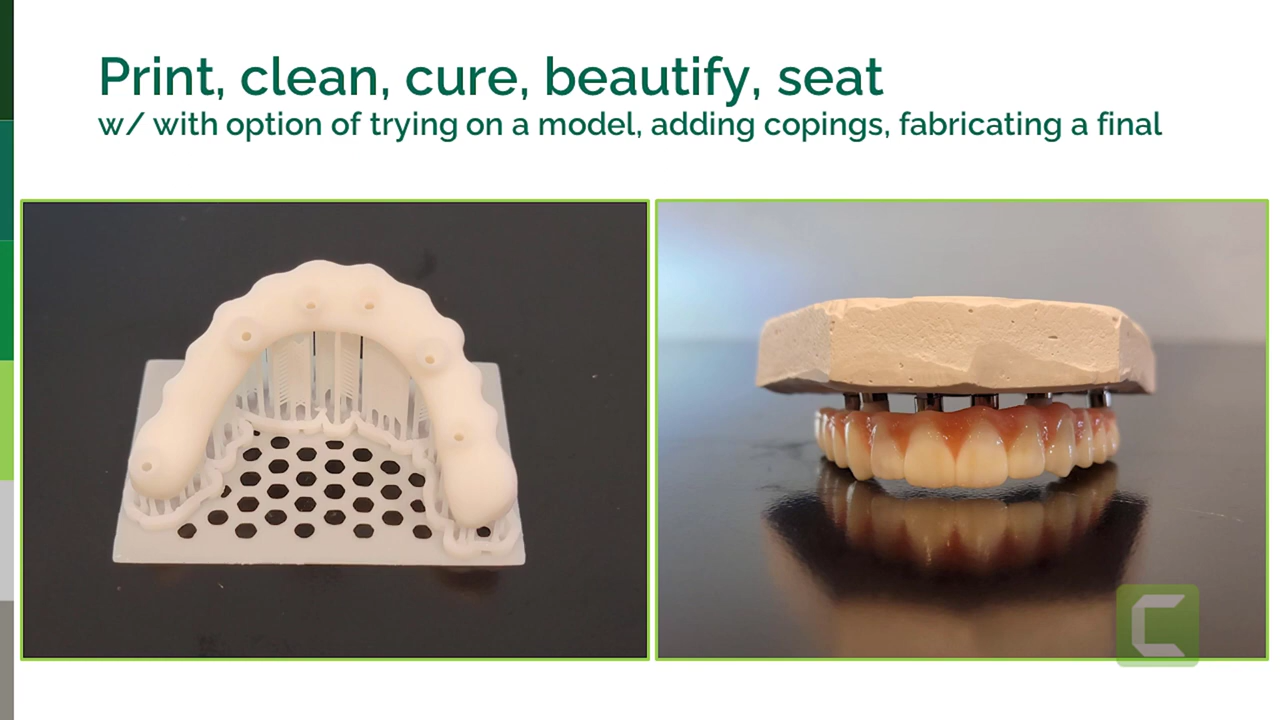 Print, clean, cure, beautify, seat
w/ with option of trying on a model, adding copings, fabricating a final